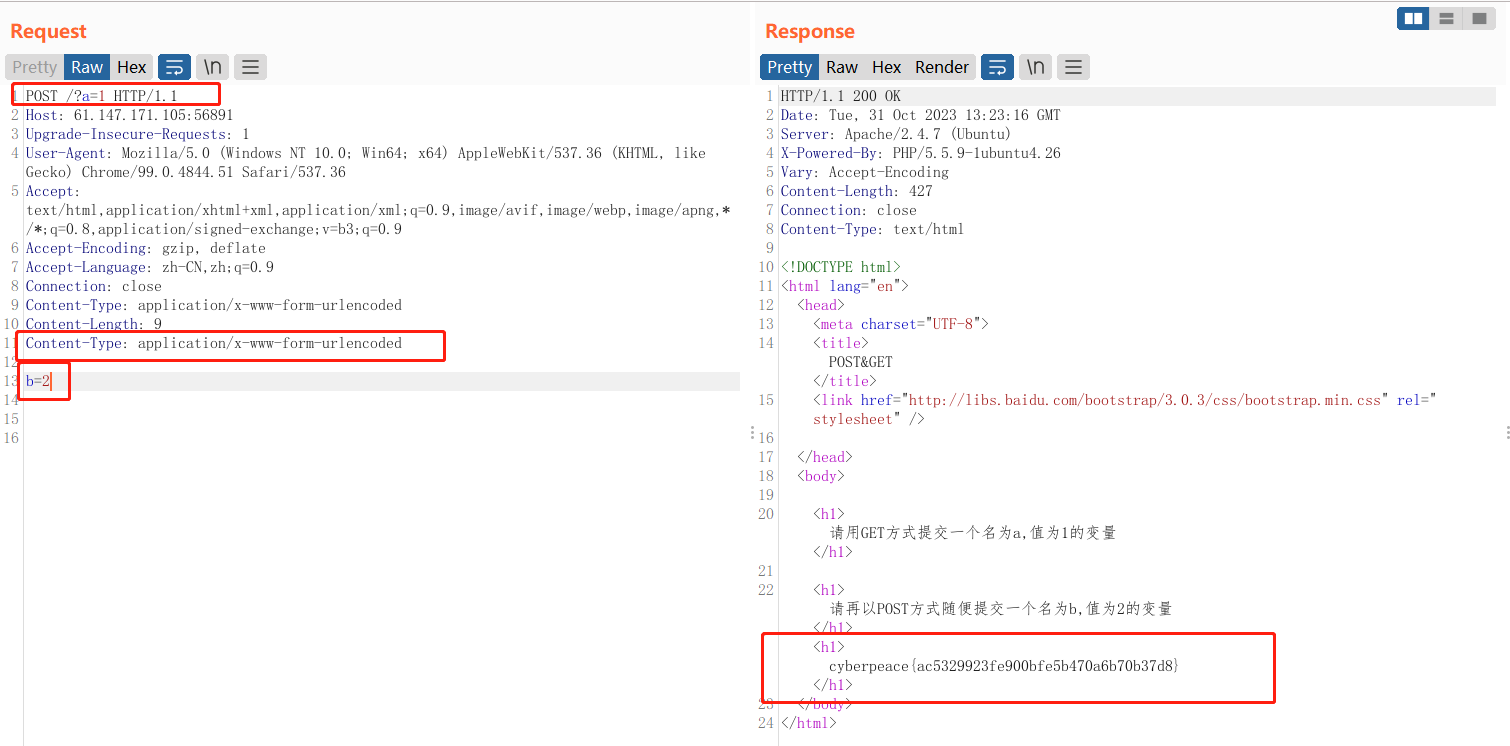 Request
Pretty Raw Hex \n
1 POST /?a=1 HTTP/1.1
2 Host: 61.147.171.105:56891
3 Upgrade-Insecure-Requests: 1
4 User-Agent: Mozilla/5.0 (Windows NT 10.0; Win64; x64) AppleWebKit/537.36 (KHTML, like
Gecko) Chrome/99.0.4844.51 Safari/537.36
5 Accept:
text/html,application/xhtml+xml,application/xml;q=0.9,image/avif,image/webp,image/apng,*
/*;q=0.8,application/signed-exchange;v=b3;q=0.9
6 Accept-Encoding: gzip, deflate
7 Accept-Language: zh-CN,zh;q=0.9
8 Connection: close
9 Content-Type: application/x-www-form-urlencoded
10 Content-Length: 9
11 Content-Type: application/x-www-form-urlencoded
12
13 b=2
14
15
16
Response
Pretty Raw Hex Render \n
1 HTTP/1.1 200 OK
2 Date: Tue, 31 Oct 2023 13:23:16 GMT
3 Server: Apache/2.4.7 (Ubuntu)
4 X-Powered-By: PHP/5.5.9-1ubuntu4.26
5 Vary: Accept-Encoding
6 Content-Length: 427
7 Connection: close
8 Content-Type: text/html
9
10 <!DOCTYPE html>
11 <html lang="en">
12 <head>
13 <meta charset="UTF-8">
14 <title>
POST&GET
</title>
15 <link href="http://libs.baidu.com/bootstrap/3.0.3/css/bootstrap.min.css" rel="
stylesheet" />
16
17 </head>
18 <body>
19
20 <h1>
请用GET方式提交一个名为a,值为1的变量
</h1>
21
22 <h1>
请再以POST方式随便提交一个名为b,值为2的变量
</h1>
<h1>
cyberpeace{ac5329923fe900bfe5b470a6b70b37d8}
</h1>
23 </body>
24 </html>